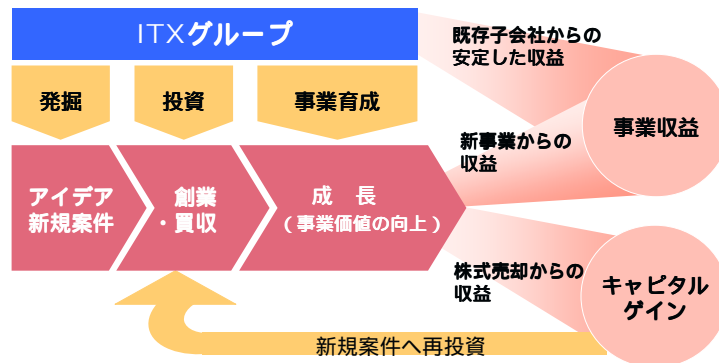 ITXグループ
発掘
投資
事業育成
アイデア
新規案件
創業
・買収
成　長
（事業価値の向上）
既存子会社からの
安定した収益
新事業からの
収益
事業収益
株式売却からの
収益
キャピタル
ゲイン
新規案件へ再投資